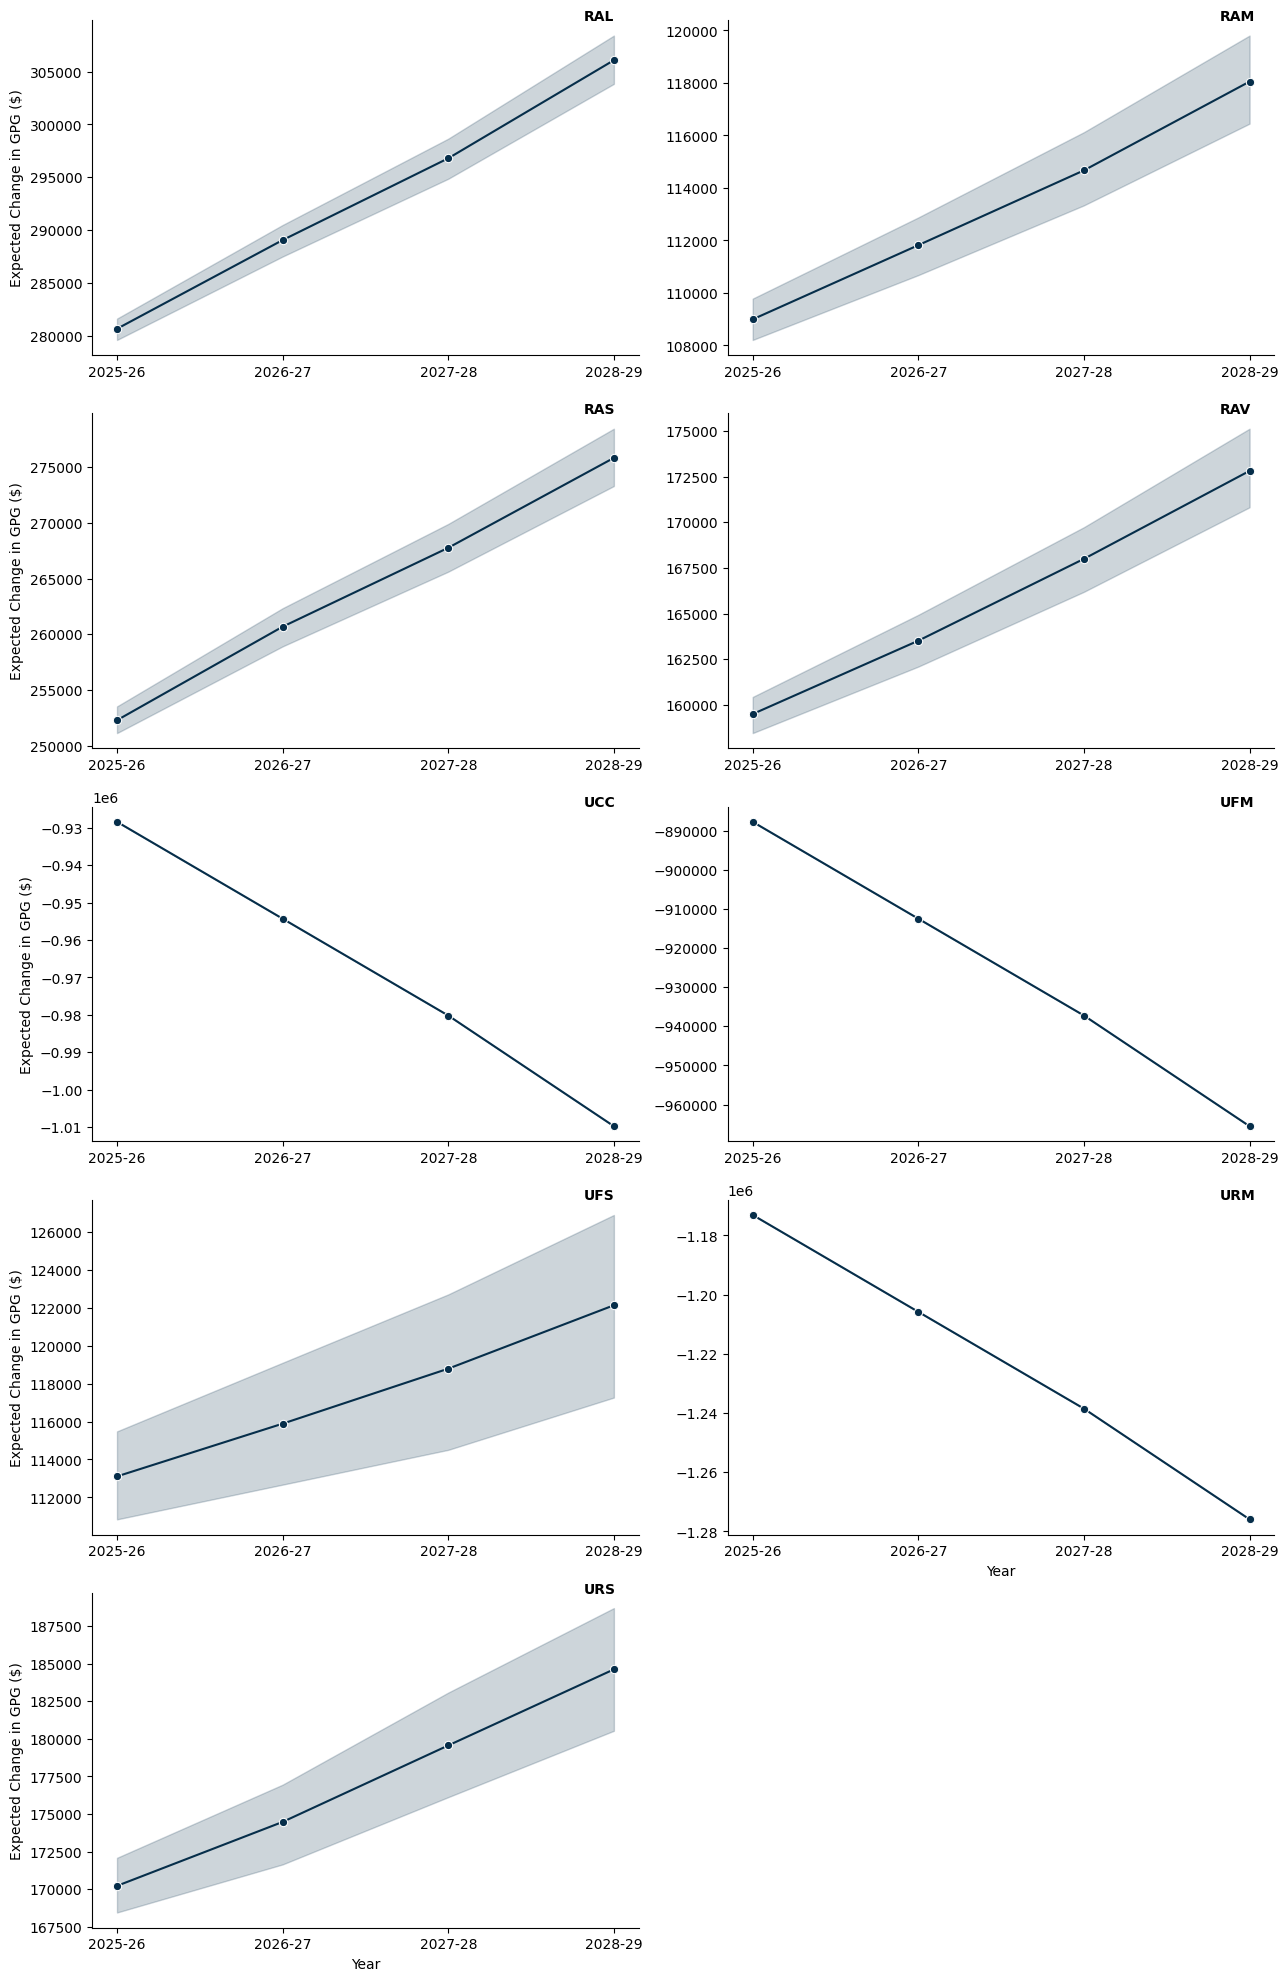 RAL
Expected Change in GPG ($)
305000
300000
295000
290000
285000
280000
2025-26 2026-27 2027-28 2028-29
RAM
120000
118000
116000
114000
112000
110000
108000
2025-26 2026-27 2027-28 2028-29
RAS
Expected Change in GPG ($)
275000
270000
265000
260000
255000
250000
2025-26 2026-27 2027-28 2028-29
RAV
175000
172500
170000
167500
165000
162500
160000
2025-26 2026-27 2027-28 2028-29
1e6
UCC
Expected Change in GPG ($)
−0.93
−0.94
−0.95
−0.96
−0.97
−0.98
−0.99
−1.00
−1.01
2025-26 2026-27 2027-28 2028-29
UFM
−890000
−900000
−910000
−920000
−930000
−940000
−950000
−960000
2025-26 2026-27 2027-28 2028-29
UFS
Expected Change in GPG ($)
126000
124000
122000
120000
118000
116000
114000
112000
2025-26 2026-27 2027-28 2028-29
1e6
URM
−1.18
−1.20
−1.22
−1.24
−1.26
−1.28
2025-26 2026-27 2027-28 2028-29
Year
URS
Expected Change in GPG ($)
187500
185000
182500
180000
177500
175000
172500
170000
167500
2025-26 2026-27 2027-28 2028-29
Year